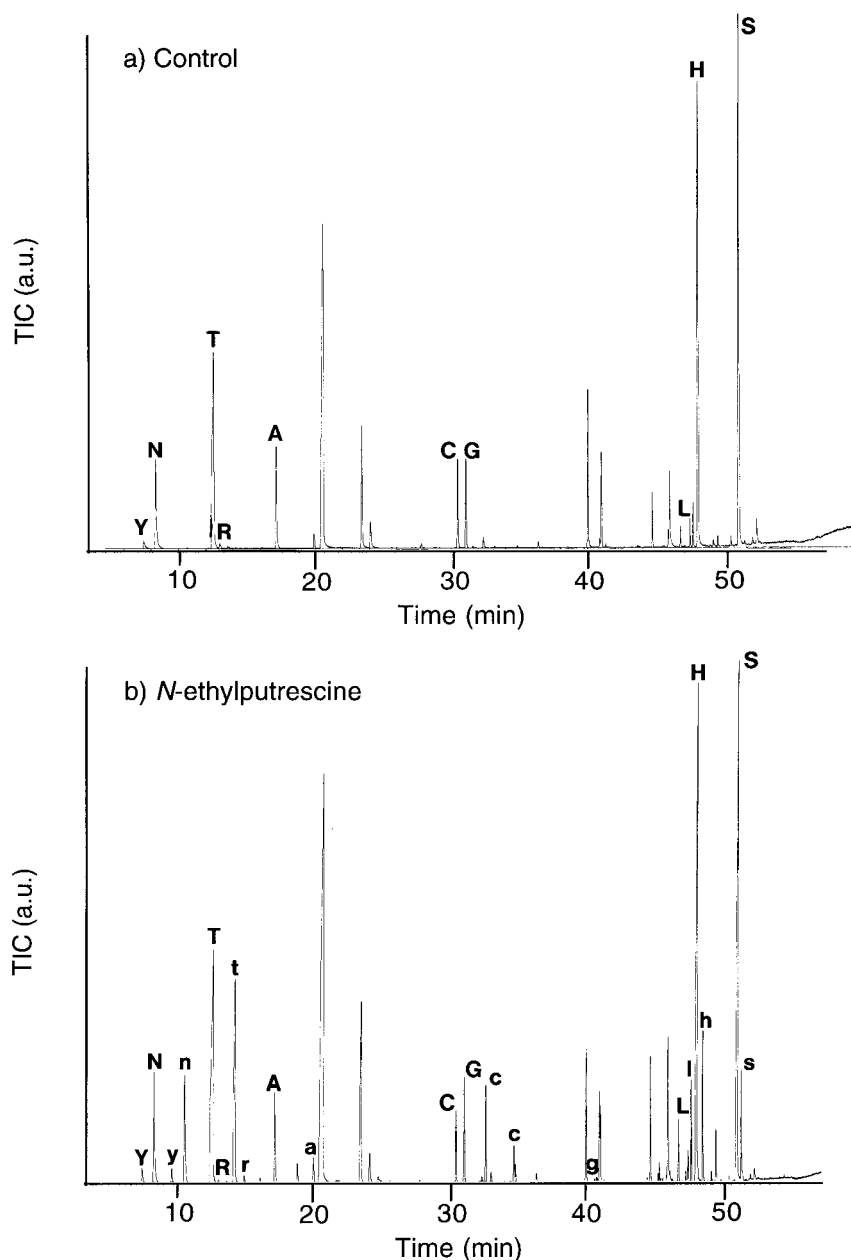 a) Control
S
H
T
A
N
C G
Y
R
L
TIC (a.u.)
10 20 30 40 50
Time (min)
b) N-ethylputrescine
S
H
T
t
h
N n
G c
l s
A
C
L
Y y
R r
a
c
g
TIC (a.u.)
10 20 30 40 50
Time (min)